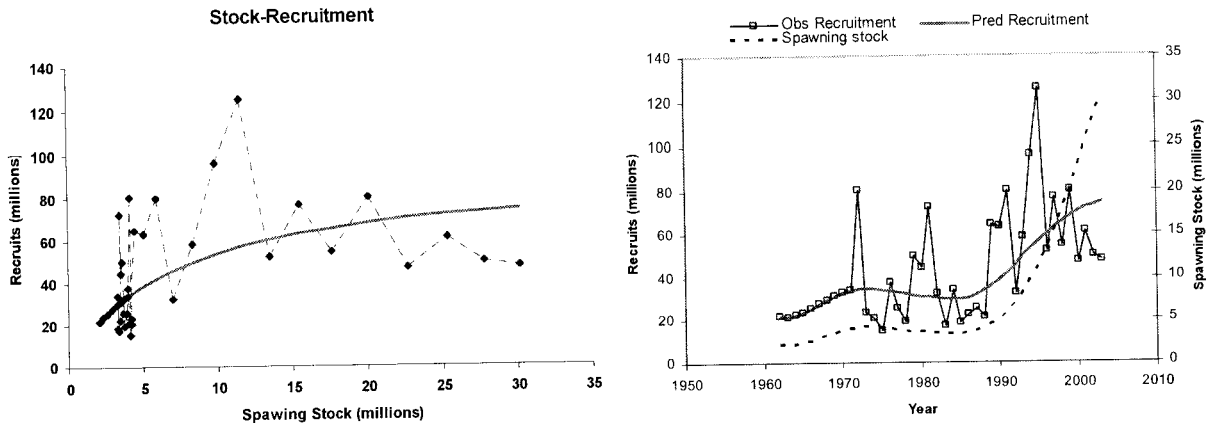 Stock-Recruitment
Recruits (millions)
140
120
100
80
60
40
20
0
0 5 10 15 20 25 30 35
Spawing Stock (millions)
Obs Recruitment Pred Recruitment
Spawning stock
Recruits (millions)
140
120
100
80
60
40
20
0
35
30
25
20
15
10
5
0
Spawning Stock (millions)
1950 1960 1970 1980 1990 2000 2010
Year